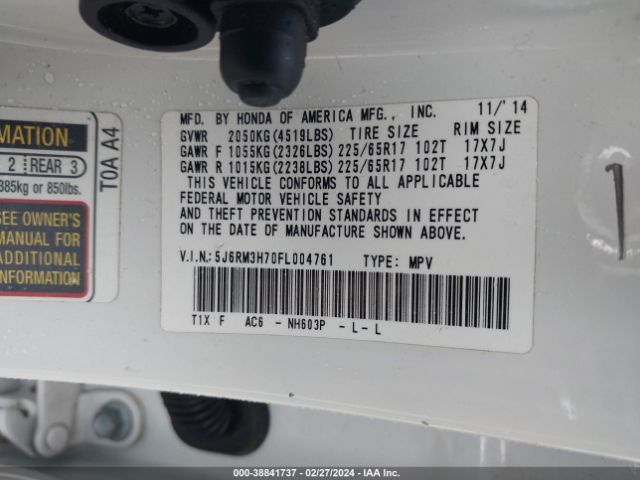 MFD. BY HONDA OF AMERICA MFG., INC. 11/'14
GVWR 2050KG(4519LBS) TIRE SIZE RIM SIZE
GAWR F 1055KG(2326LBS) 225/65R17 102T 17X7J
GAWR R 1015KG(2238LBS) 225/65R17 102T 17X7J
THIS VEHICLE CONFORMS TO ALL APPLICABLE
FEDERAL MOTOR VEHICLE SAFETY
AND THEFT PREVENTION STANDARDS IN EFFECT
ON THE DATE OF MANUFACTURE SHOWN ABOVE.
V.I.N.:5J6RM3H70FL004761 TYPE: MPV
T1X F AC6 - NH603P - L - L
MATION
2 REAR 3
385kg or 850lbs.
SEE OWNER'S
MANUAL FOR
ADDITIONAL
INFORMATION
T0A A4
000-38841737 - 02/27/2024 - IAA Inc.